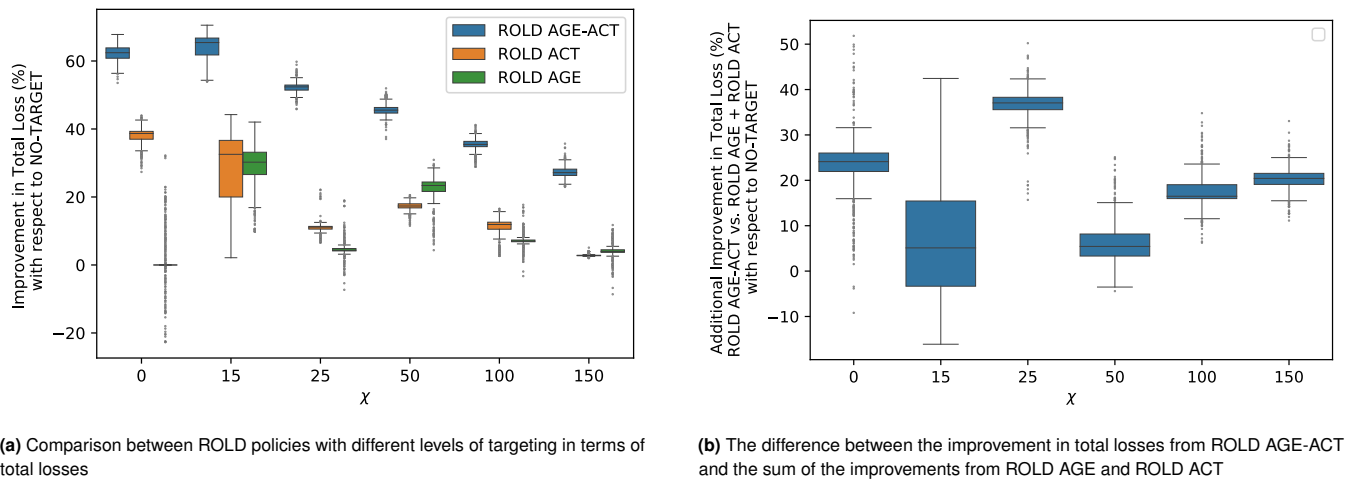 Improvement in Total Loss (%)
with respect to NO-TARGET
60
40
20
0
−20
ROLD AGE-ACT
ROLD ACT
ROLD AGE
0 15 25 50 100 150
χ
Additional Improvement in Total Loss (%)
ROLD AGE-ACT vs. ROLD AGE + ROLD ACT
with respect to NO-TARGET
50
40
30
20
10
0
−10
0 15 25 50 100 150
χ
(a) Comparison between ROLD policies with different levels of targeting in terms of
total losses
(b) The difference between the improvement in total losses from ROLD AGE-ACT
and the sum of the improvements from ROLD AGE and ROLD ACT